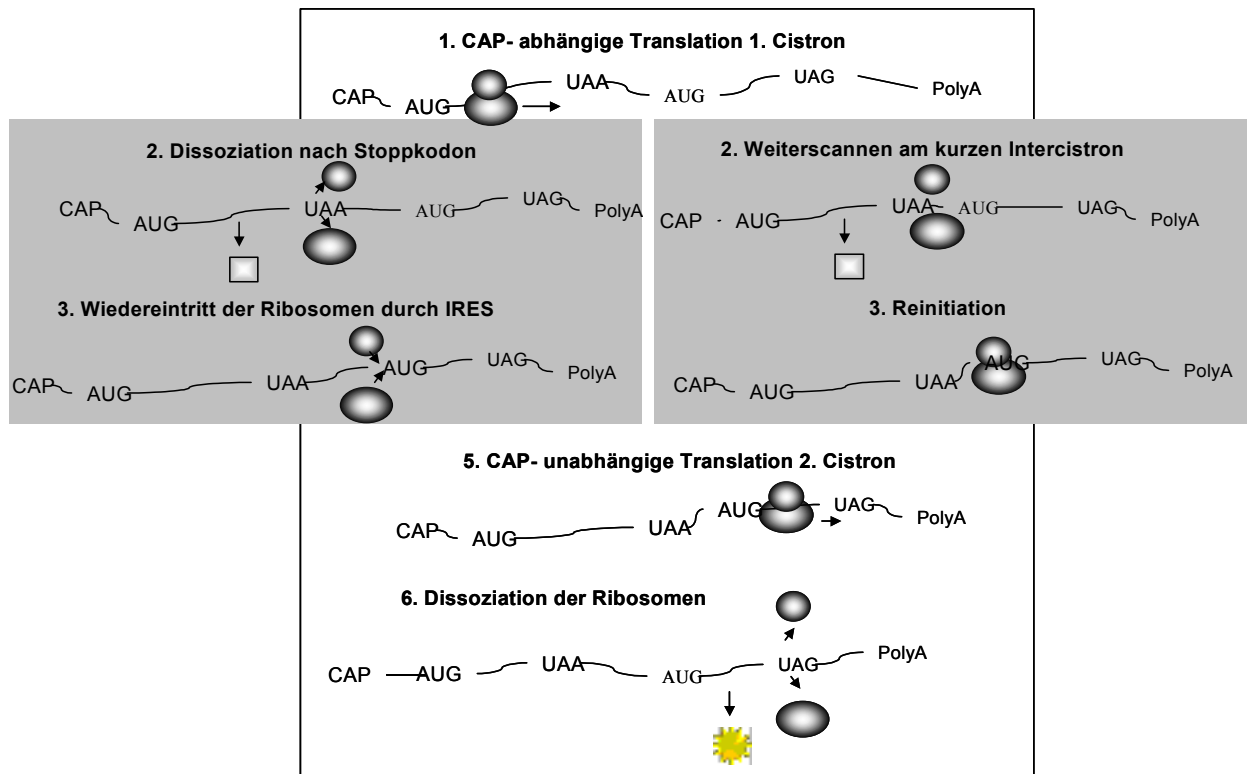 1. CAP- abhängige Translation 1. Cistron
CAP AUG UAA AUG UAG PolyA
2. Dissoziation nach Stoppkodon
CAP AUG UAA AUG UAG PolyA
3. Wiedereintritt der Ribosomen durch IRES
CAP AUG UAA AUG UAG PolyA
2. Weiterscannen am kurzen Intercistron
CAP - AUG UAA AUG UAG PolyA
3. Reinitiation
CAP AUG UAA AUG UAG PolyA
5. CAP- unabhängige Translation 2. Cistron
CAP AUG UAA AUG UAG PolyA
6. Dissoziation der Ribosomen
CAP AUG UAA AUG UAG PolyA